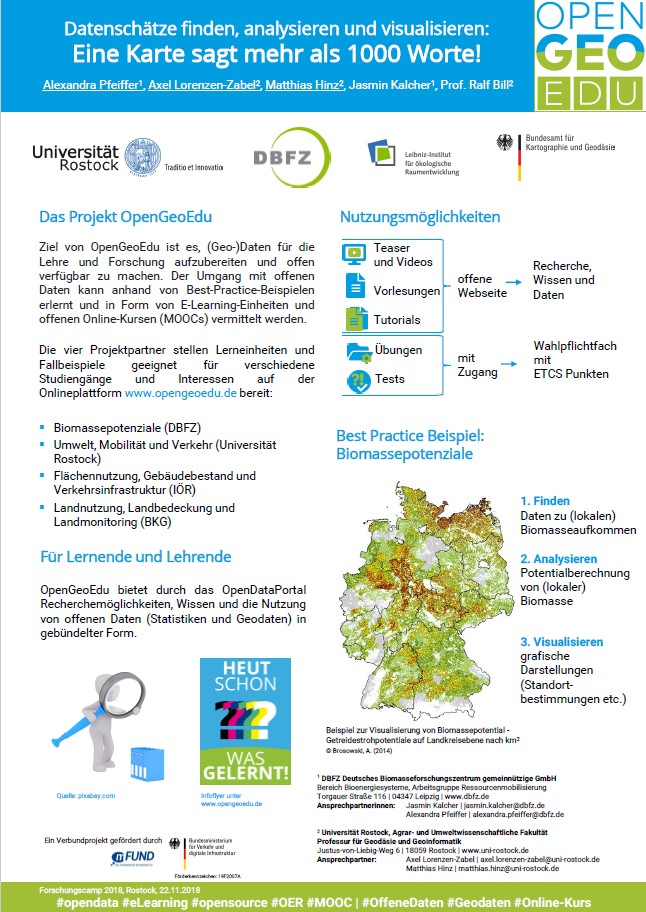 Datenschätze finden, analysieren und visualisieren:
Eine Karte sagt mehr als 1000 Worte!
Alexandra Pfeiffer¹, Axel Lorenzen-Zabel², Matthias Hinz², Jasmin Kalcher¹, Prof. Ralf Bill²
OPEN
GEO
EDU
Universität
Rostock
Traditio et Innovatio
DBFZ
Leibniz-Institut
für ökologische
Raumentwicklung
Bundesamt für
Kartographie und Geodäsie
Das Projekt OpenGeoEdu
Ziel von OpenGeoEdu ist es, (Geo-)Daten für die
Lehre und Forschung aufzubereiten und offen
verfügbar zu machen. Der Umgang mit offenen
Daten kann anhand von Best-Practice-Beispielen
erlernt und in Form von E-Learning-Einheiten und
offenen Online-Kursen (MOOCs) vermittelt werden.
Die vier Projektpartner stellen Lerneinheiten und
Fallbeispiele geeignet für verschiedene
Studiengänge und Interessen auf der
Onlineplattform www.opengeoedu.de bereit:
▪ Biomassepotenziale (DBFZ)
▪ Umwelt, Mobilität und Verkehr (Universität
Rostock)
▪ Flächennutzung, Gebäudebestand und
Verkehrsinfrastruktur (IÖR)
▪ Landnutzung, Landbedeckung und
Landmonitoring (BKG)
Für Lernende und Lehrende
OpenGeoEdu bietet durch das OpenDataPortal
Recherchemöglichkeiten, Wissen und die Nutzung
von offenen Daten (Statistiken und Geodaten) in
gebündelter Form.
HEUT
SCHON
???
WAS
GELERNT!
Quelle: pixabay.com
Infoflyer unter
www.opengeoedu.de
Ein Verbundprojekt gefördert durch
mFUND
Bundesministerium
für Verkehr und
digitale Infrastruktur
Förderkennzeichen: 19F2007A
Nutzungsmöglichkeiten
Teaser
und Videos
Vorlesungen
Tutorials
offene
Webseite
Recherche,
Wissen und
Daten
Übungen
Tests
mit
Zugang
Wahlpflichtfach
mit
ETCS Punkten
Best Practice Beispiel:
Biomassepotenziale
1. Finden
Daten zu (lokalen)
Biomasseaufkommen
2. Analysieren
Potentialberechnung
von (lokaler)
Biomasse
3. Visualisieren
grafische
Darstellungen
(Standort-
bestimmungen etc.)
Beispiel zur Visualisierung von Biomassepotential -
Getreidestrohpotentiale auf Landkreisebene nach km²
© Brosowski, A. (2014)
¹ DBFZ Deutsches Biomasseforschungszentrum gemeinnützige GmbH
Bereich Bioenergiesysteme, Arbeitsgruppe Ressourcenmobilisierung
Torgauer Straße 116 | 04347 Leipzig | www.dbfz.de
Ansprechpartnerinnen: Jasmin Kalcher | jasmin.kalcher@dbfz.de
Alexandra Pfeiffer | alexandra.pfeiffer@dbfz.de
² Universität Rostock, Agrar- und Umweltwissenschaftliche Fakultät
Professur für Geodäsie und Geoinformatik
Justus-von-Liebig-Weg 6 | 18059 Rostock | www.uni-rostock.de
Ansprechpartner: Axel Lorenzen-Zabel | axel.lorenzen-zabel@uni-rostock.de
Matthias Hinz | matthias.hinz@uni-rostock.de
Forschungscamp 2018, Rostock, 22.11.2018
#opendata #eLearning #opensource #OER #MOOC | #OffeneDaten #Geodaten #Online-Kurs